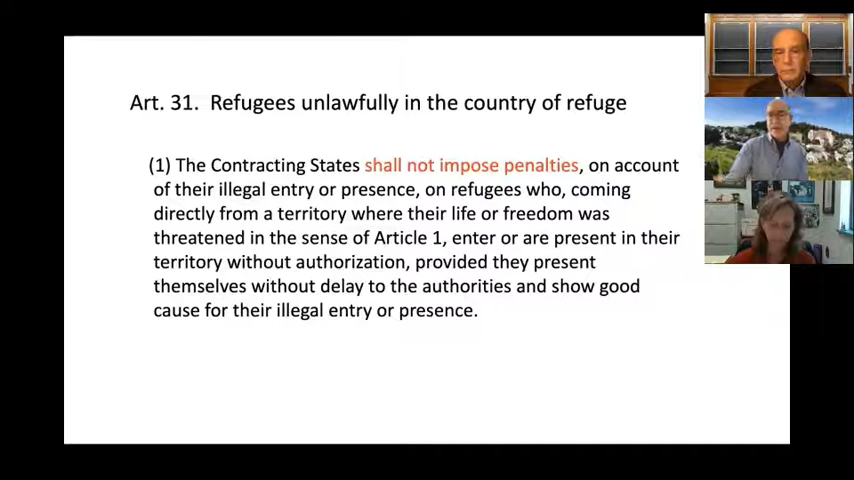 Art. 31. Refugees unlawfully in the country of refuge
(1) The Contracting States shall not impose penalties, on account
of their illegal entry or presence, on refugees who, coming
directly from a territory where their life or freedom was
threatened in the sense of Article 1, enter or are present in their
territory without authorization, provided they present
themselves without delay to the authorities and show good
cause for their illegal entry or presence.